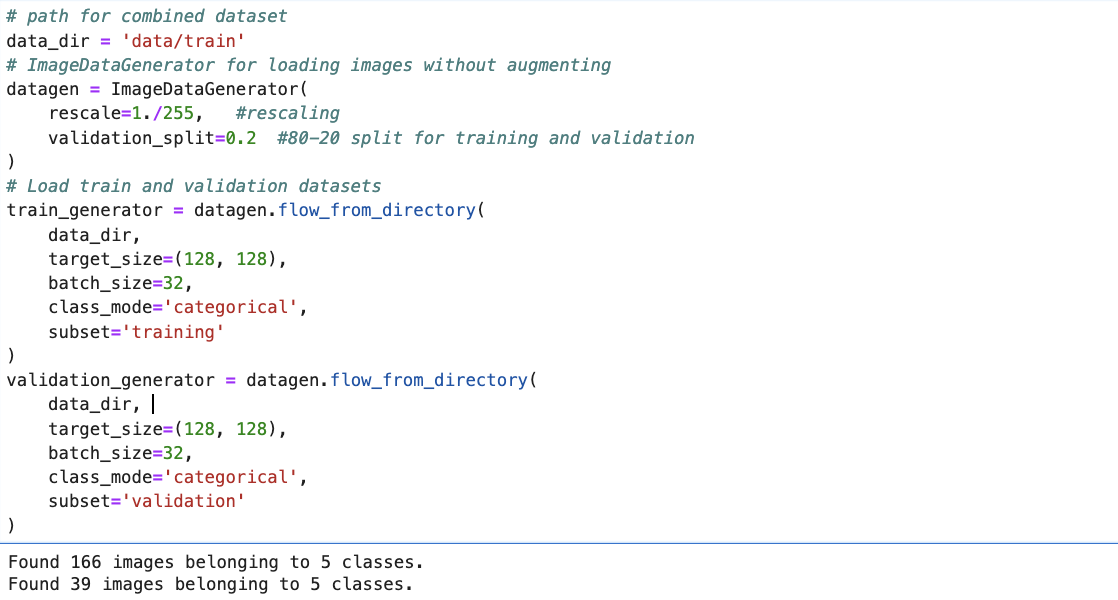 # path for combined dataset
data_dir = 'data/train'
# ImageDataGenerator for loading images without augmenting
datagen = ImageDataGenerator(
    rescale=1./255,   #rescaling
    validation_split=0.2  #80-20 split for training and validation
)
# Load train and validation datasets
train_generator = datagen.flow_from_directory(
    data_dir,
    target_size=(128, 128),
    batch_size=32,
    class_mode='categorical',
    subset='training'
)
validation_generator = datagen.flow_from_directory(
    data_dir,
    target_size=(128, 128),
    batch_size=32,
    class_mode='categorical',
    subset='validation'
)
Found 166 images belonging to 5 classes.
Found 39 images belonging to 5 classes.